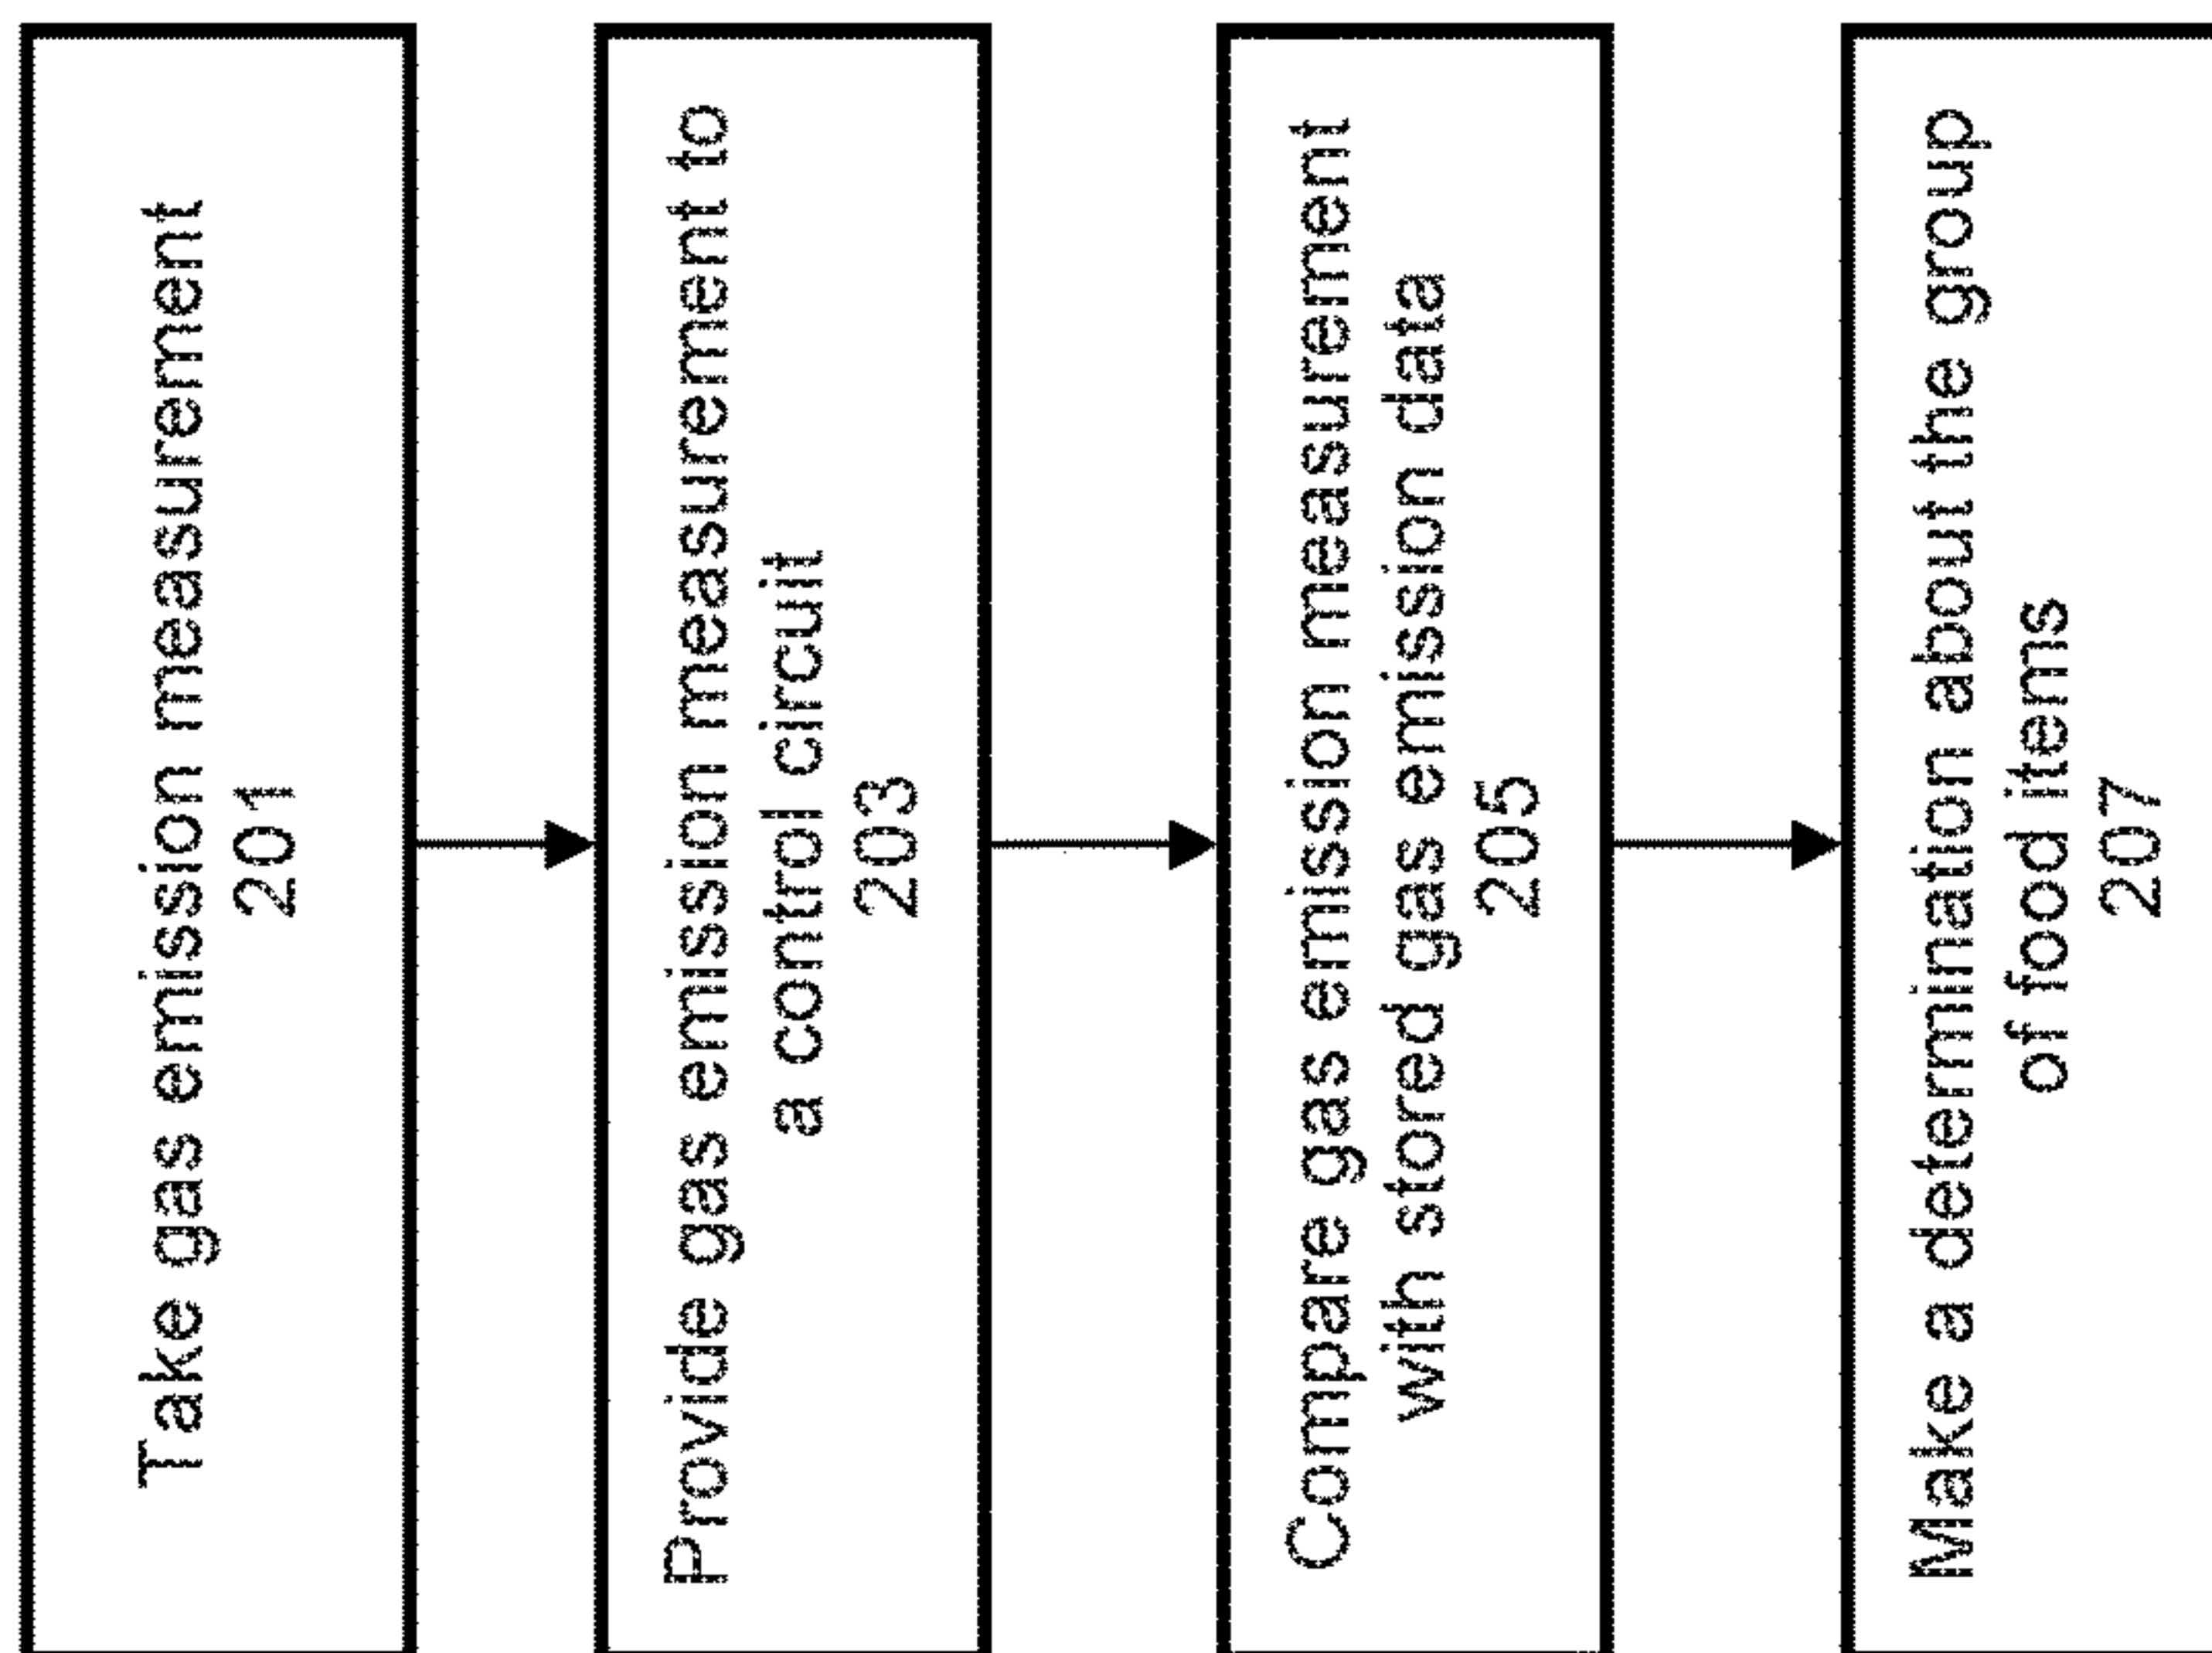 Take gas emission measurement
201
Provide gas emission measurement to
a control circuit
203
Compare gas emission measurement
with stored gas emission data
205
Make a determination about the group
of food items
207